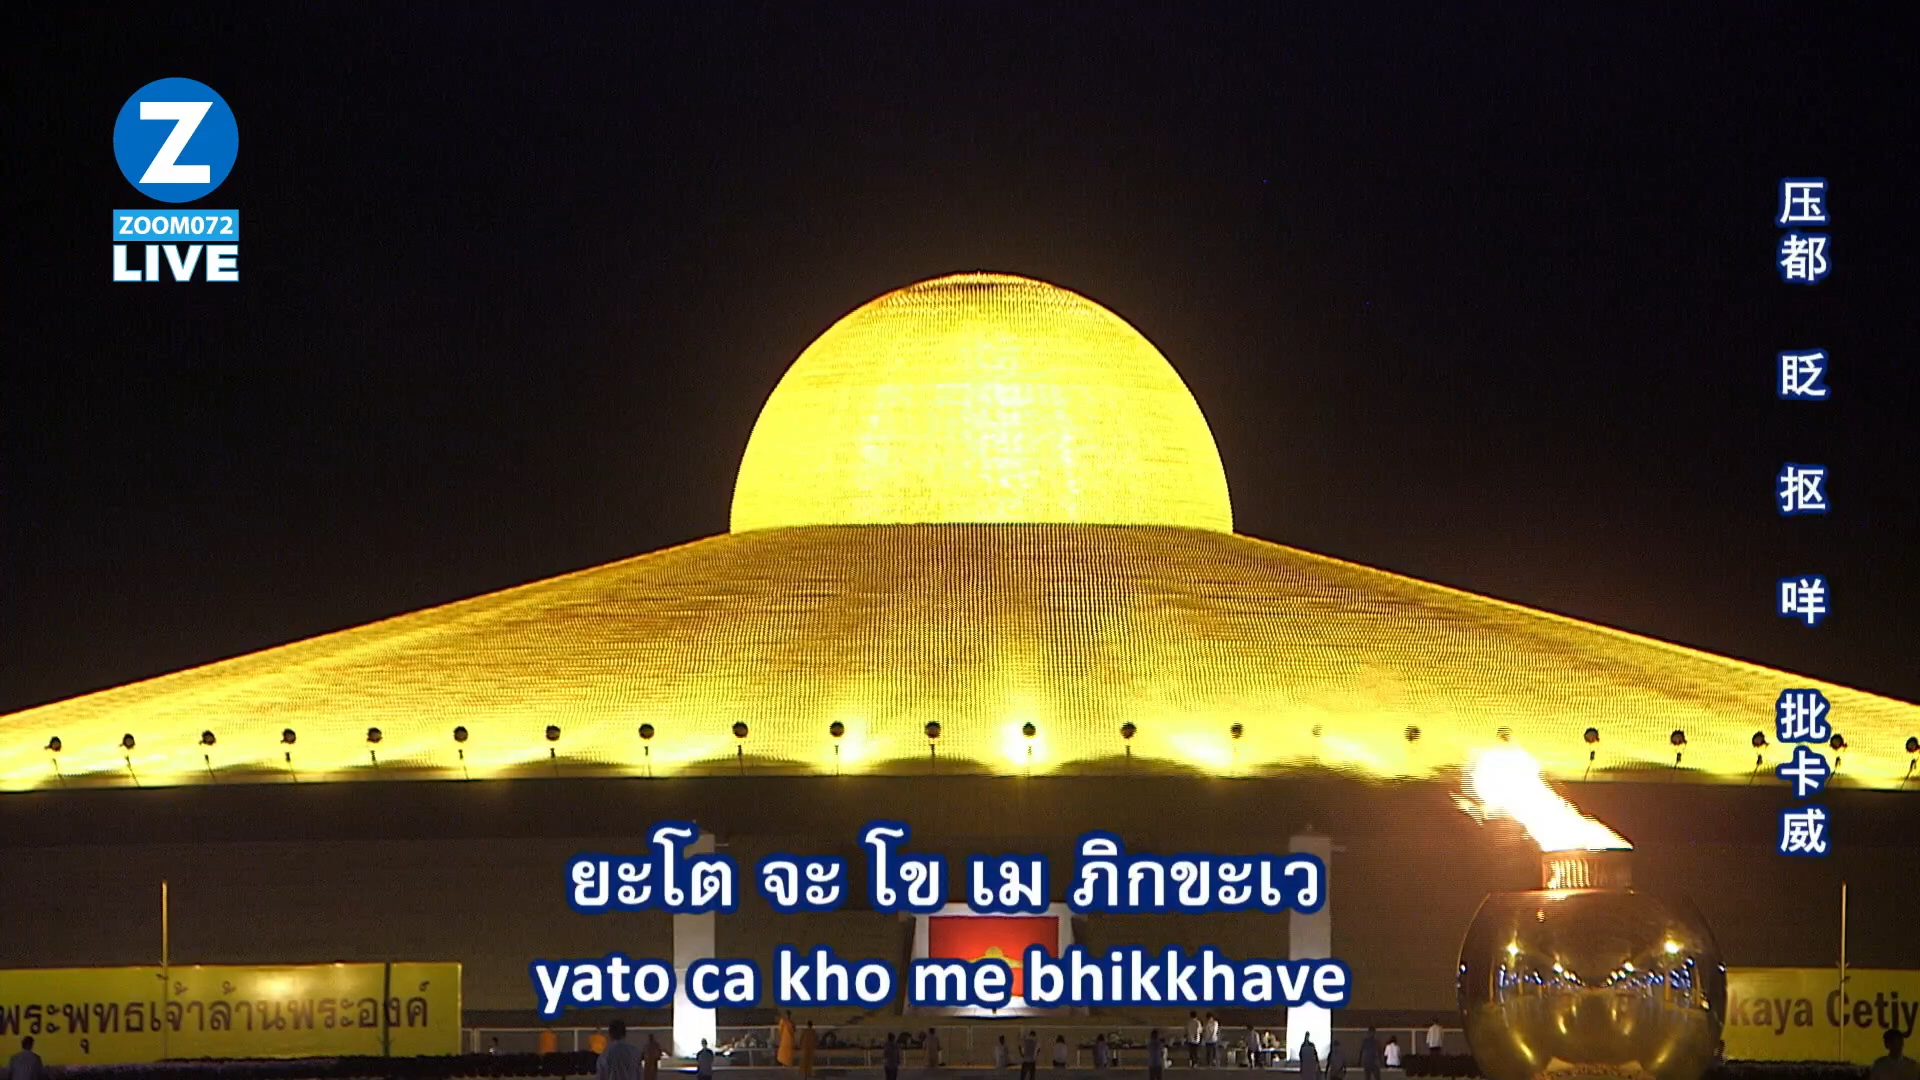 Z
ZOOM072
LIVE
压都 眨 抠 咩 批卡威
ยะโต จะ โข เม ภิกขะเว
yato ca kho me bhikkhave
พระพุทธเจ้าล้านพระองค์
kaya Cetiy